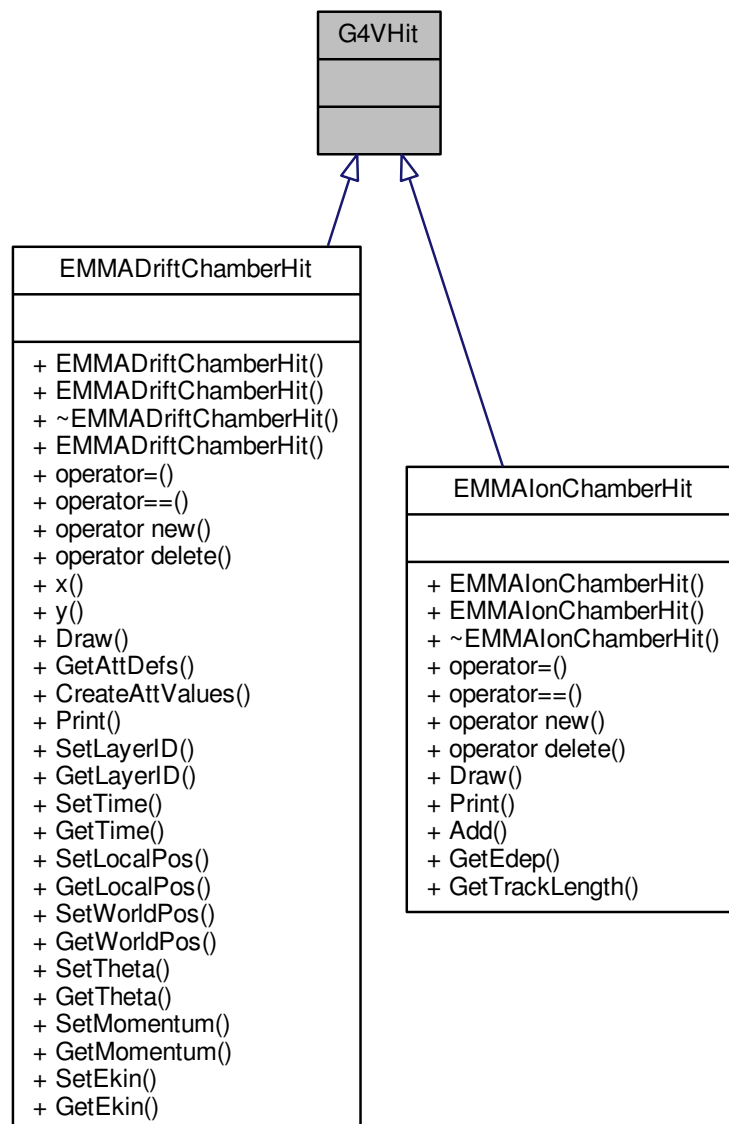 G4VHit
EMMADriftChamberHit
+ EMMADriftChamberHit()
+ EMMADriftChamberHit()
+ ~EMMADriftChamberHit()
+ EMMADriftChamberHit()
+ operator=()
+ operator==()
+ operator new()
+ operator delete()
+ x()
+ y()
+ Draw()
+ GetAttDefs()
+ CreateAttValues()
+ Print()
+ SetLayerID()
+ GetLayerID()
+ SetTime()
+ GetTime()
+ SetLocalPos()
+ GetLocalPos()
+ SetWorldPos()
+ GetWorldPos()
+ SetTheta()
+ GetTheta()
+ SetMomentum()
+ GetMomentum()
+ SetEkin()
+ GetEkin()
EMMAIonChamberHit
+ EMMAIonChamberHit()
+ EMMAIonChamberHit()
+ ~EMMAIonChamberHit()
+ operator=()
+ operator==()
+ operator new()
+ operator delete()
+ Draw()
+ Print()
+ Add()
+ GetEdep()
+ GetTrackLength()